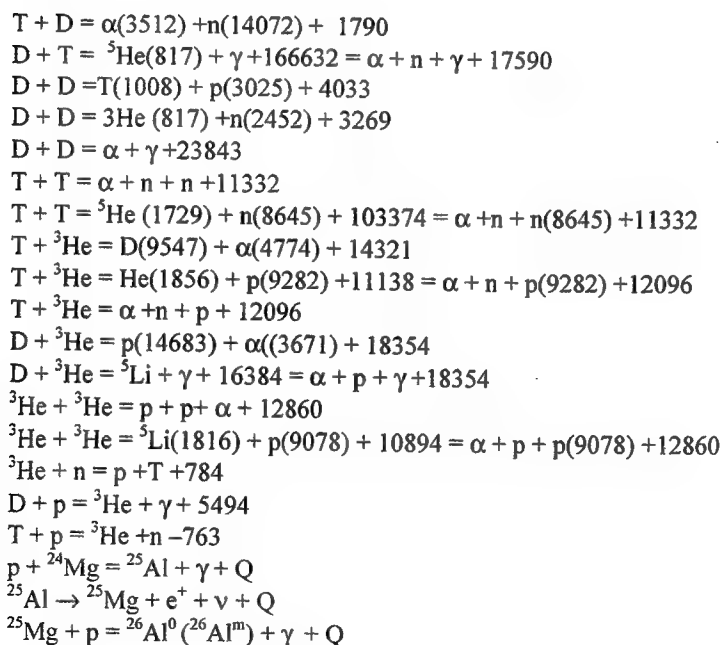 T + D = α(3512) +n(14072) + 1790
D + T = ⁵He(817) + γ +166632 = α + n + γ + 17590
D + D =T(1008) + p(3025) + 4033
D + D = 3He (817) +n(2452) + 3269
D + D = α + γ +23843
T + T = α + n + n +11332
T + T = ⁵He (1729) + n(8645) + 103374 = α +n + n(8645) +11332
T + ³He = D(9547) + α(4774) + 14321
T + ³He = He(1856) + p(9282) +11138 = α + n + p(9282) +12096
T + ³He = α +n + p + 12096
D + ³He = p(14683) + α((3671) + 18354
D + ³He = ⁵Li + γ + 16384 = α + p + γ +18354
³He + ³He = p + p+ α + 12860
³He + ³He = ⁵Li(1816) + p(9078) + 10894 = α + p + p(9078) +12860
³He + n = p +T +784
D + p = ³He + γ + 5494
T + p = ³He +n –763
p + ²⁴Mg = ²⁵Al + γ + Q
²⁵Al → ²⁵Mg + e⁺ + ν + Q
²⁵Mg + p = ²⁶Al⁰ (²⁶Alᵐ) + γ + Q